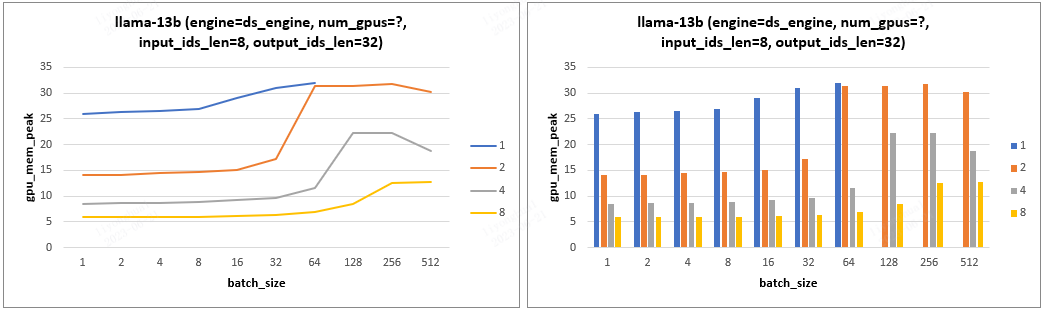 llama-13b (engine=ds_engine, num_gpus=?,
input_ids_len=8, output_ids_len=32)
35
30
25
20
15
10
5
0
gpu_mem_peak
1 2 4 8 16 32 64 128 256 512
batch_size
1
2
4
8
llama-13b (engine=ds_engine, num_gpus=?,
input_ids_len=8, output_ids_len=32)
35
30
25
20
15
10
5
0
gpu_mem_peak
1 2 4 8 16 32 64 128 256 512
batch_size
1
2
4
8